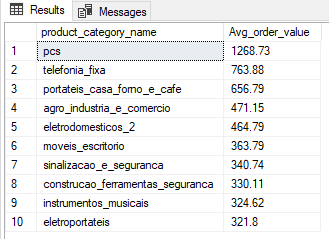 Results Messages
product_category_name Avg_order_value
1 pcs 1268.73
2 telefonia_fixa 763.88
3 portateis_casa_forno_e_cafe 656.79
4 agro_industria_e_comercio 471.15
5 eletrodomesticos_2 464.79
6 moveis_escritorio 363.79
7 sinalizacao_e_seguranca 340.74
8 construcao_ferramentas_seguranca 330.11
9 instrumentos_musicais 324.62
10 eletroportateis 321.8